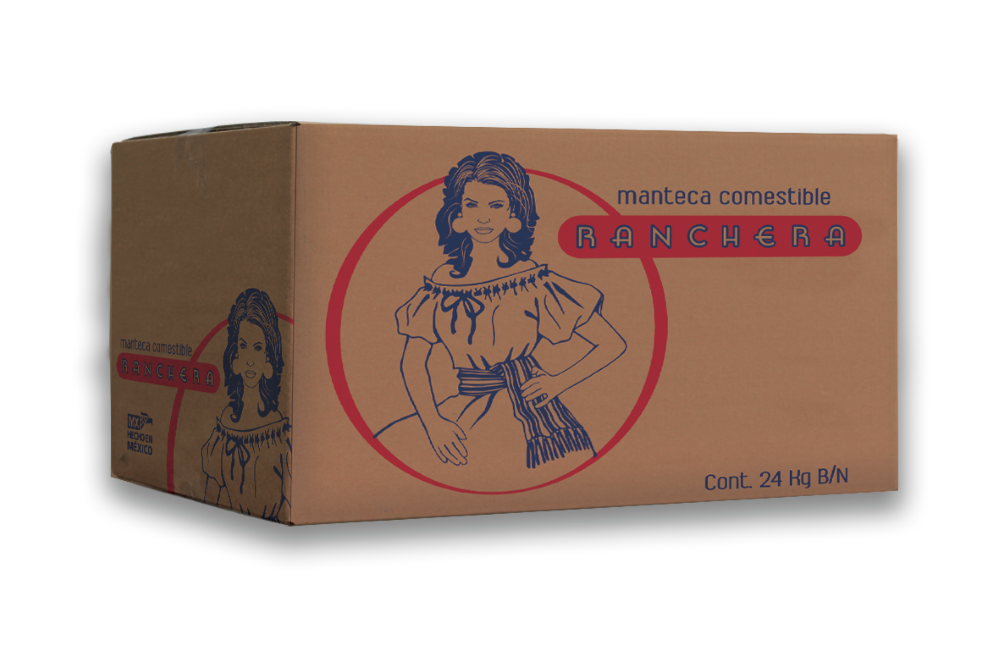 manteca comestible
RANCHERA
Cont. 24 Kg B/N
manteca comestible
RANCHERA
HECHO EN
MÉXICO